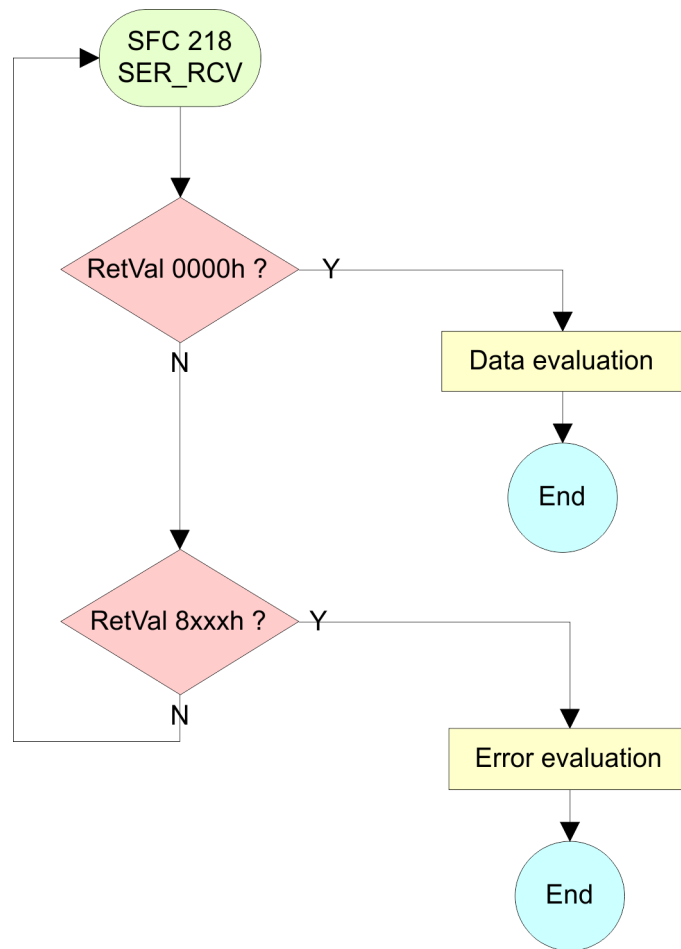 SFC 218
SER_RCV
RetVal 0000h ?
Y
N
Data evaluation
End
RetVal 8xxxh ?
Y
N
Error evaluation
End